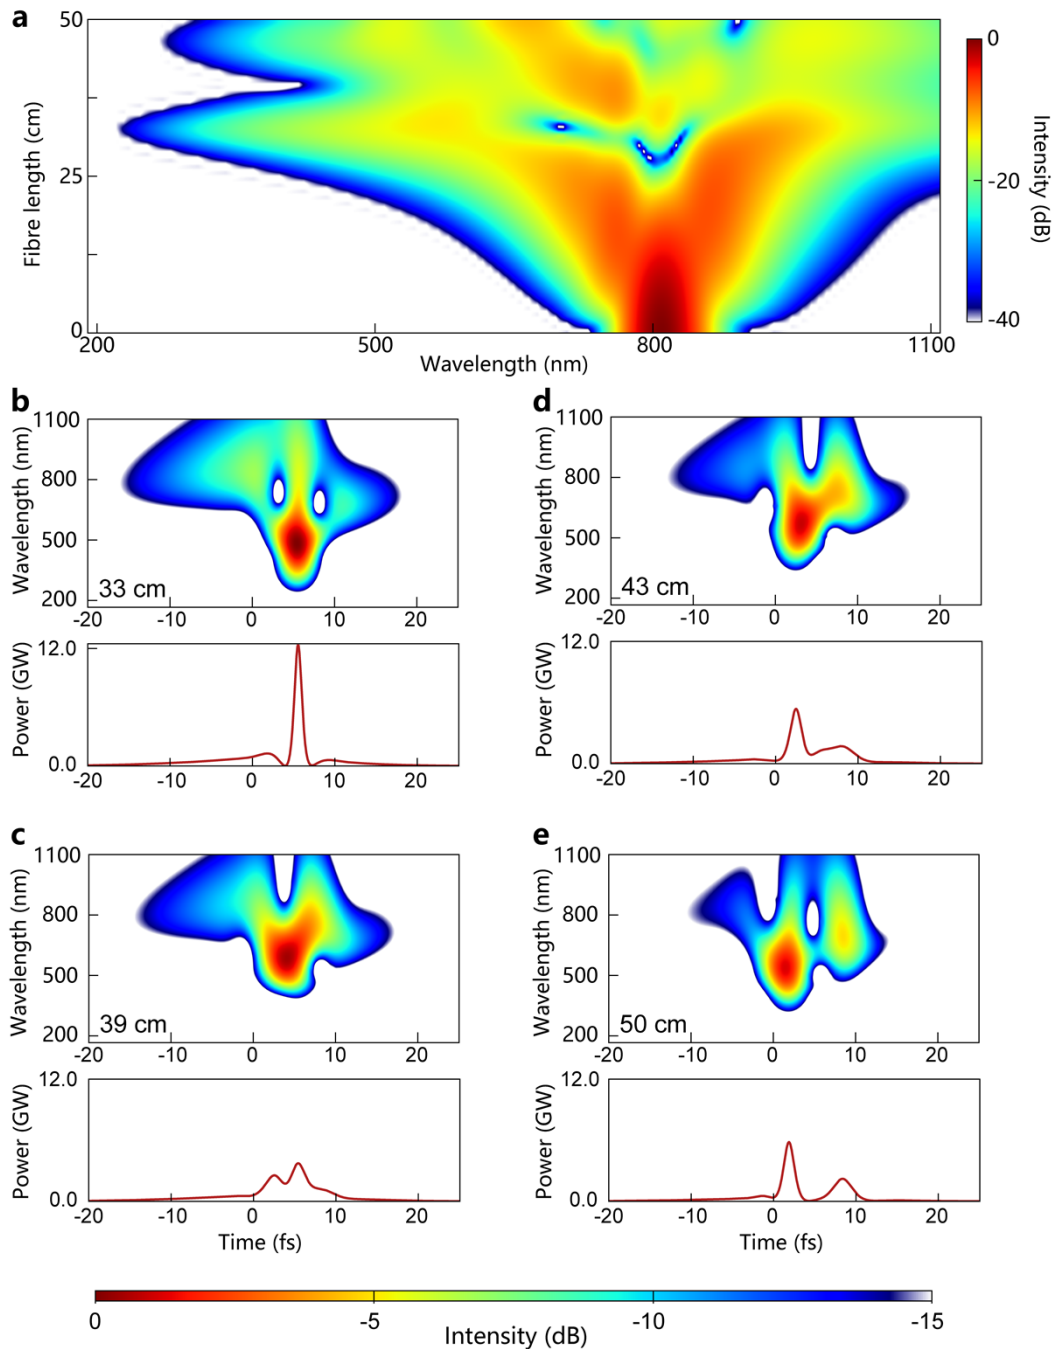 a
50
25
0
Fibre length (cm)
200 500 800 1100
Wavelength (nm)
0
-20
-40
Intensity (dB)
b
1100
800
500
200
Wavelength (nm)
33 cm
-20 -10 0 10 20
12.0
0.0
Power (GW)
d
1100
800
500
200
Wavelength (nm)
43 cm
-20 -10 0 10 20
12.0
0.0
Power (GW)
-20 -10 0 10 20
c
1100
800
500
200
Wavelength (nm)
39 cm
-20 -10 0 10 20
12.0
0.0
Power (GW)
-20 -10 0 10 20
Time (fs)
e
1100
800
500
200
Wavelength (nm)
50 cm
-20 -10 0 10 20
12.0
0.0
Power (GW)
-20 -10 0 10 20
Time (fs)
0 -5 -10 -15
Intensity (dB)